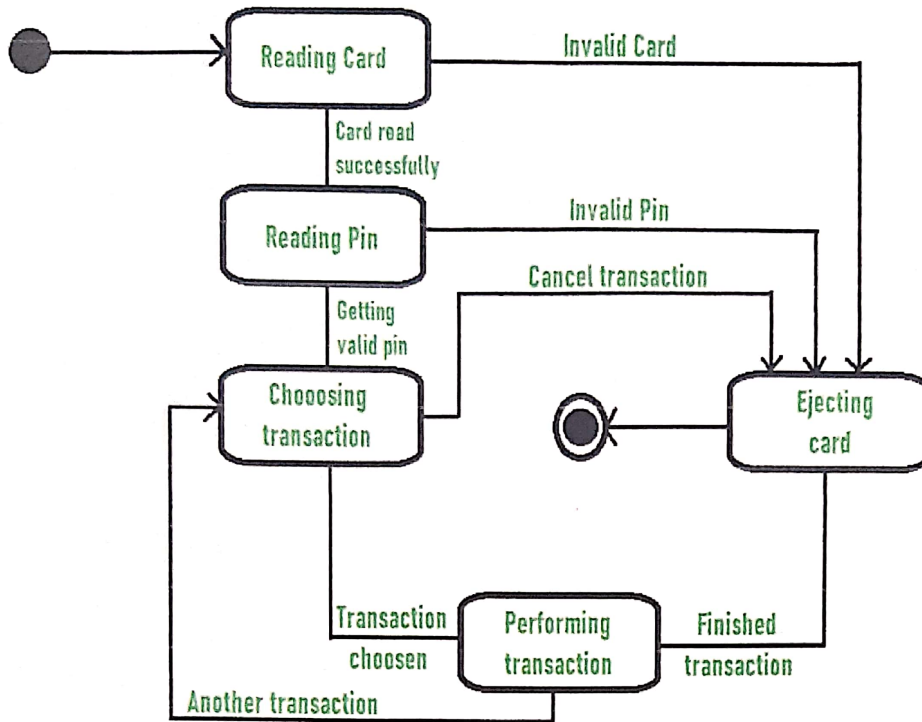 Reading Card
Invalid Card
Card read
successfully
Reading Pin
Invalid Pin
Cancel transaction
Getting
valid pin
Chooosing
transaction
Ejecting
card
Transaction
choosen
Performing
transaction
Finished
transaction
Another transaction